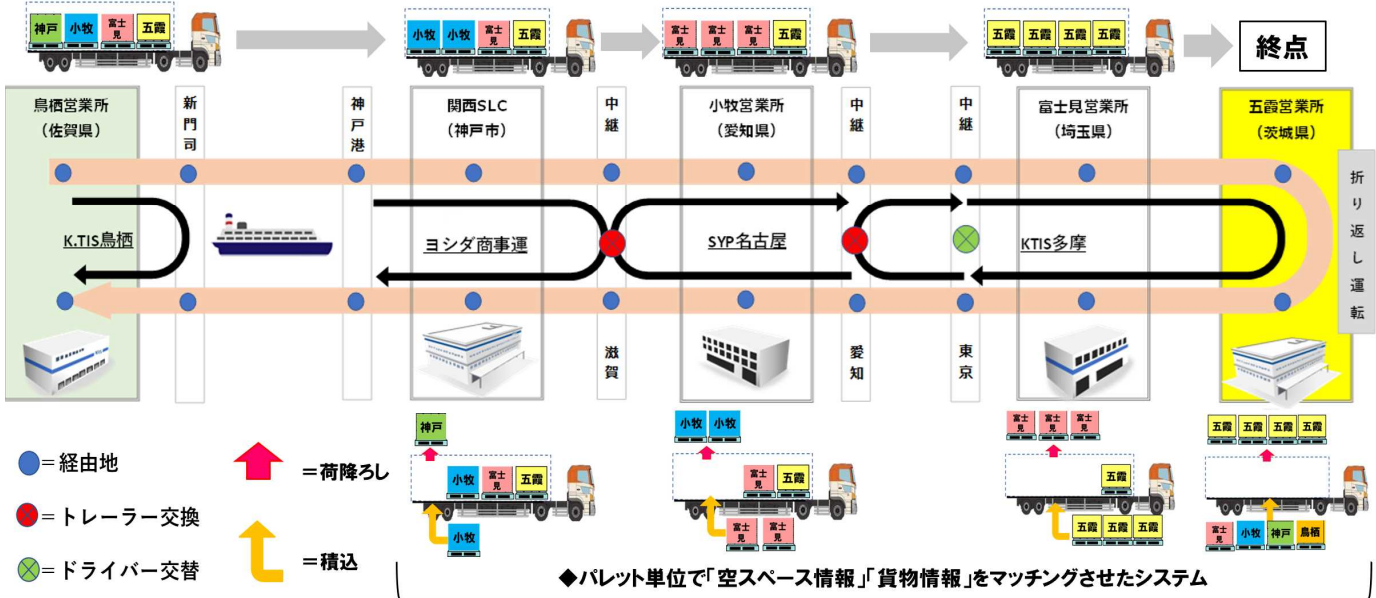 神戸 小牧 富士見 五霞
小牧 小牧 富士見 五霞
富士見 富士見 富士見 五霞
五霞 五霞 五霞 五霞
終点
鳥栖営業所
（佐賀県）
新門司
神戸港
関西SLC
（神戸市）
中継
小牧営業所
（愛知県）
中継
中継
富士見営業所
（埼玉県）
五霞営業所
（茨城県）
折り返し運転
K.TIS鳥栖
ヨシダ商事運
SYP名古屋
KTIS多摩
滋賀
愛知
東京
神戸
小牧 富士見 五霞
小牧
小牧 小牧
富士見 五霞
富士見 富士見
富士見 富士見 富士見
五霞
五霞 五霞 五霞
五霞 五霞 五霞 五霞
富士見 小牧 神戸 鳥栖
＝経由地
＝トレーラー交換
＝ドライバー交替
＝荷降ろし
＝積込
◆パレット単位で「空スペース情報」「貨物情報」をマッチングさせたシステム